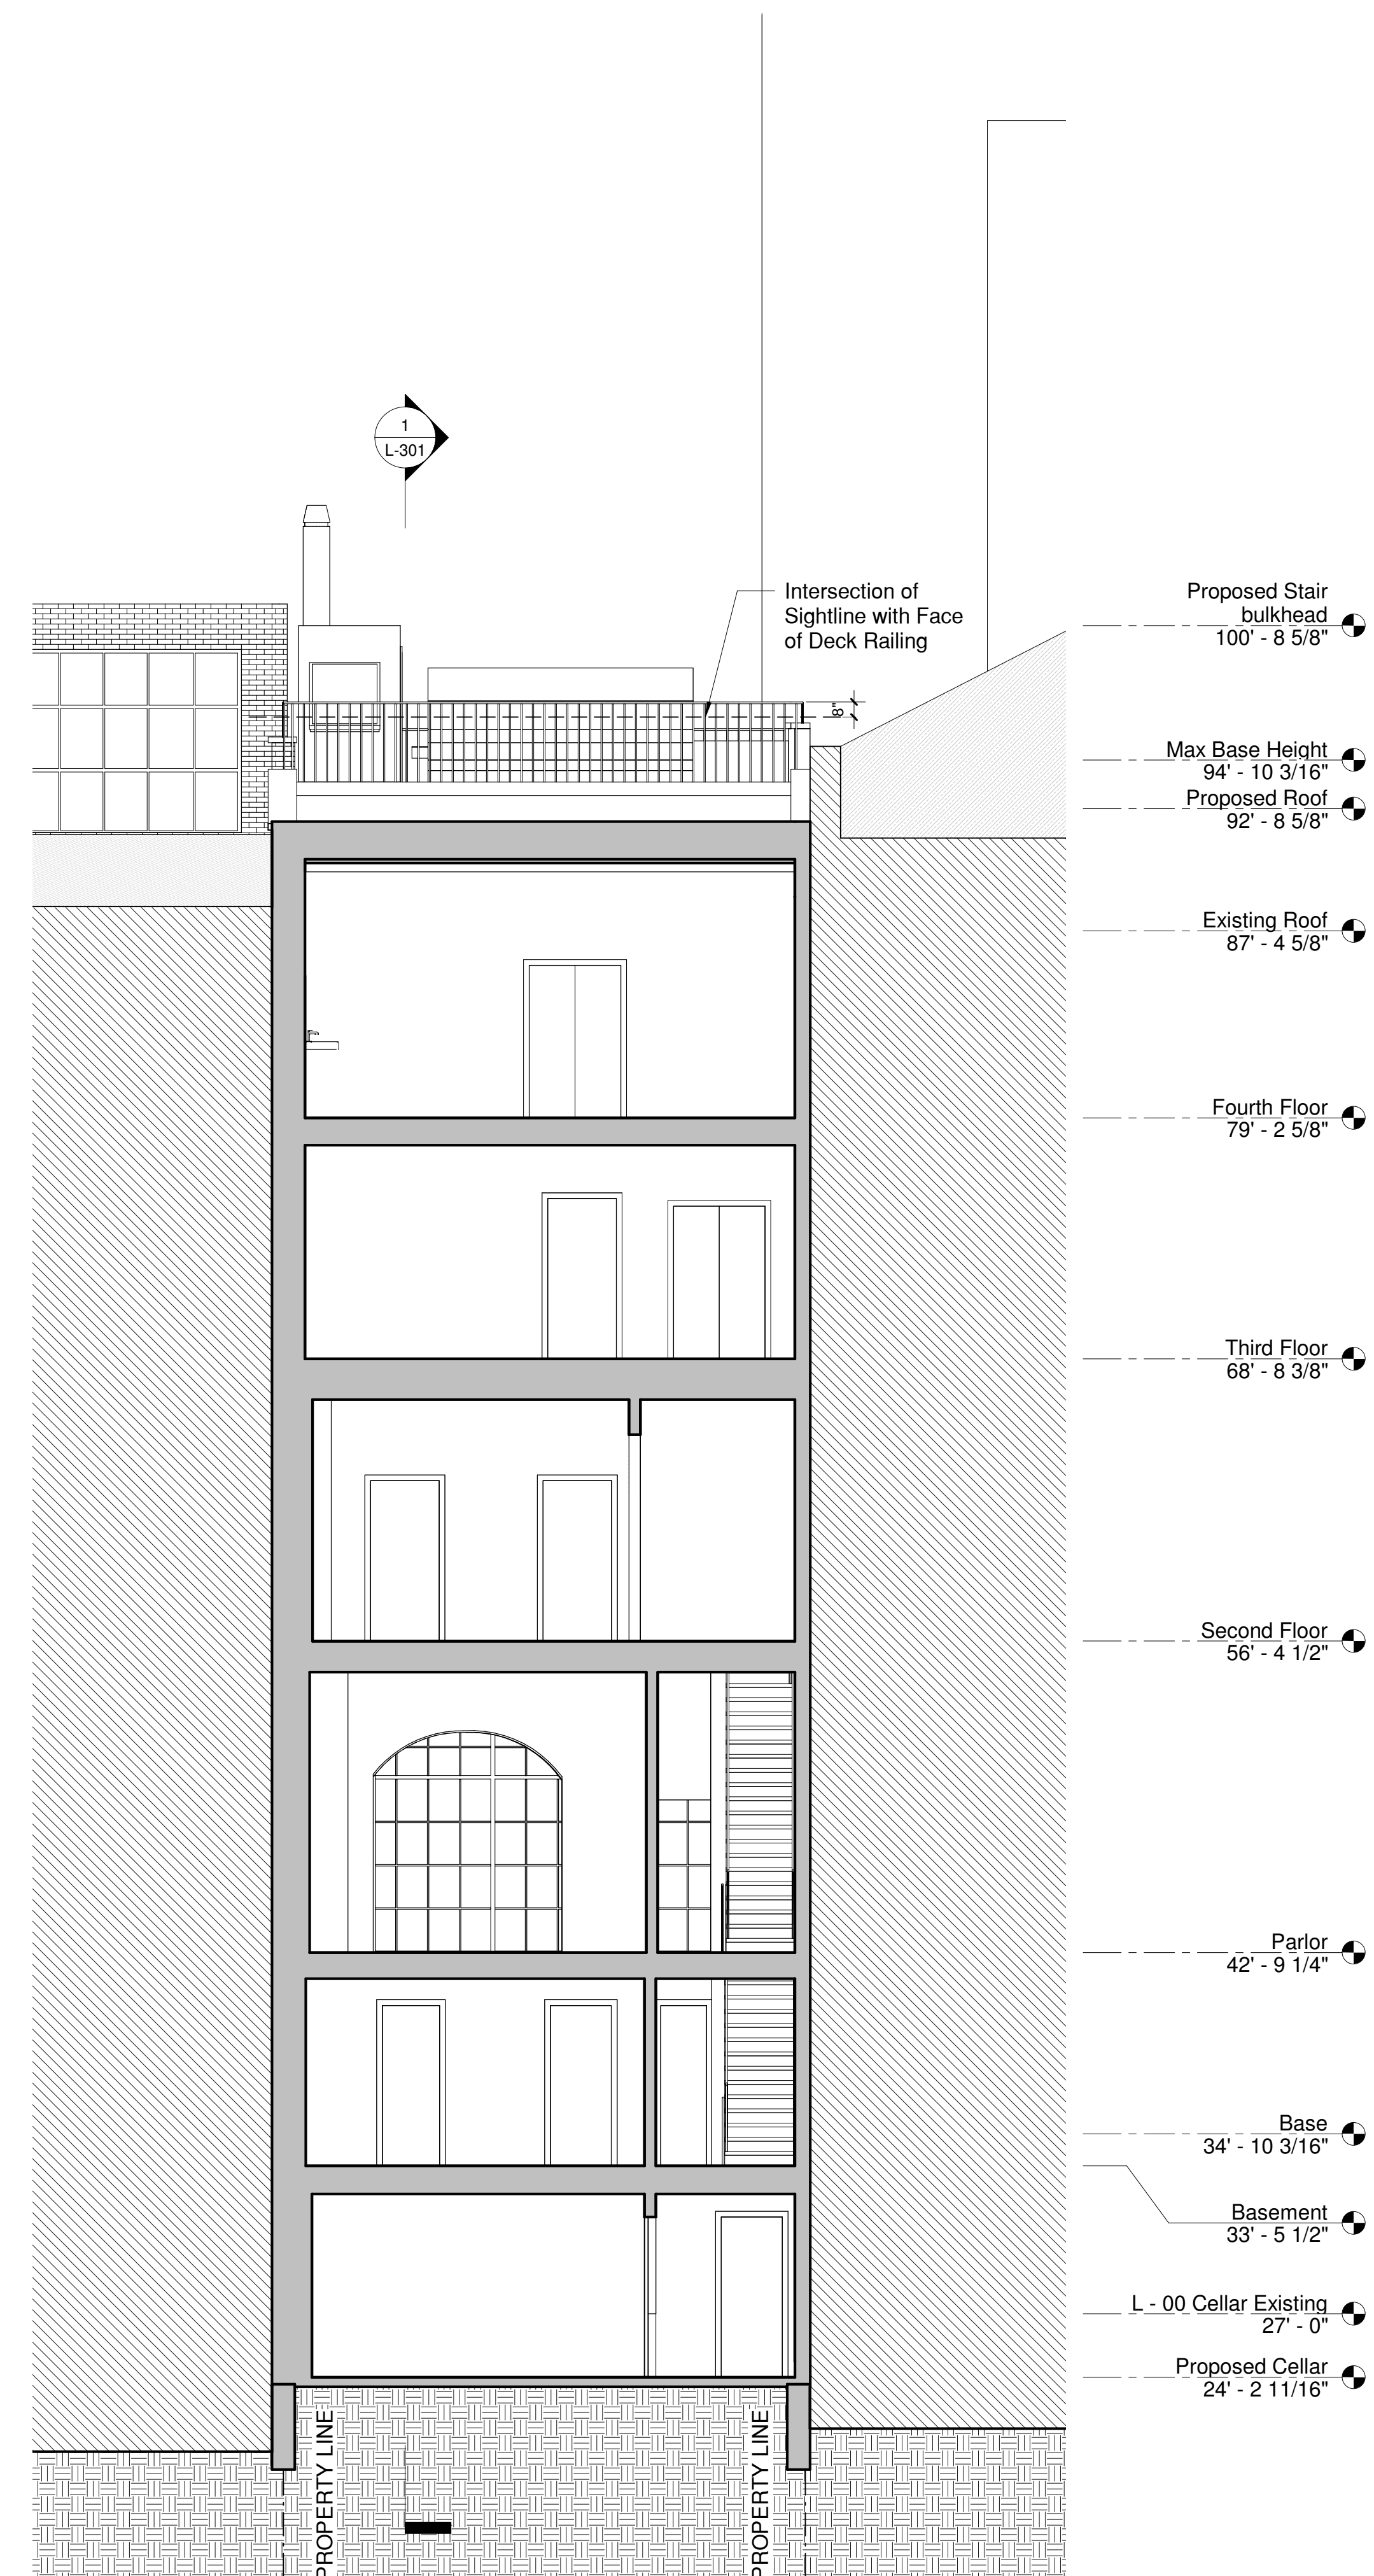 1
L-301
Intersection of
Sightline with Face
of Deck Railing
8"
Proposed Stair
bulkhead
100' - 8 5/8"
Max Base Height
94' - 10 3/16"
Proposed Roof
92' - 8 5/8"
Existing Roof
87' - 4 5/8"
Fourth Floor
79' - 2 5/8"
Third Floor
68' - 8 3/8"
Second Floor
56' - 4 1/2"
Parlor
42' - 9 1/4"
Base
34' - 10 3/16"
Basement
33' - 5 1/2"
L - 00 Cellar Existing
27' - 0"
Proposed Cellar
24' - 2 11/16"
PROPERTY LINE
PROPERTY LINE